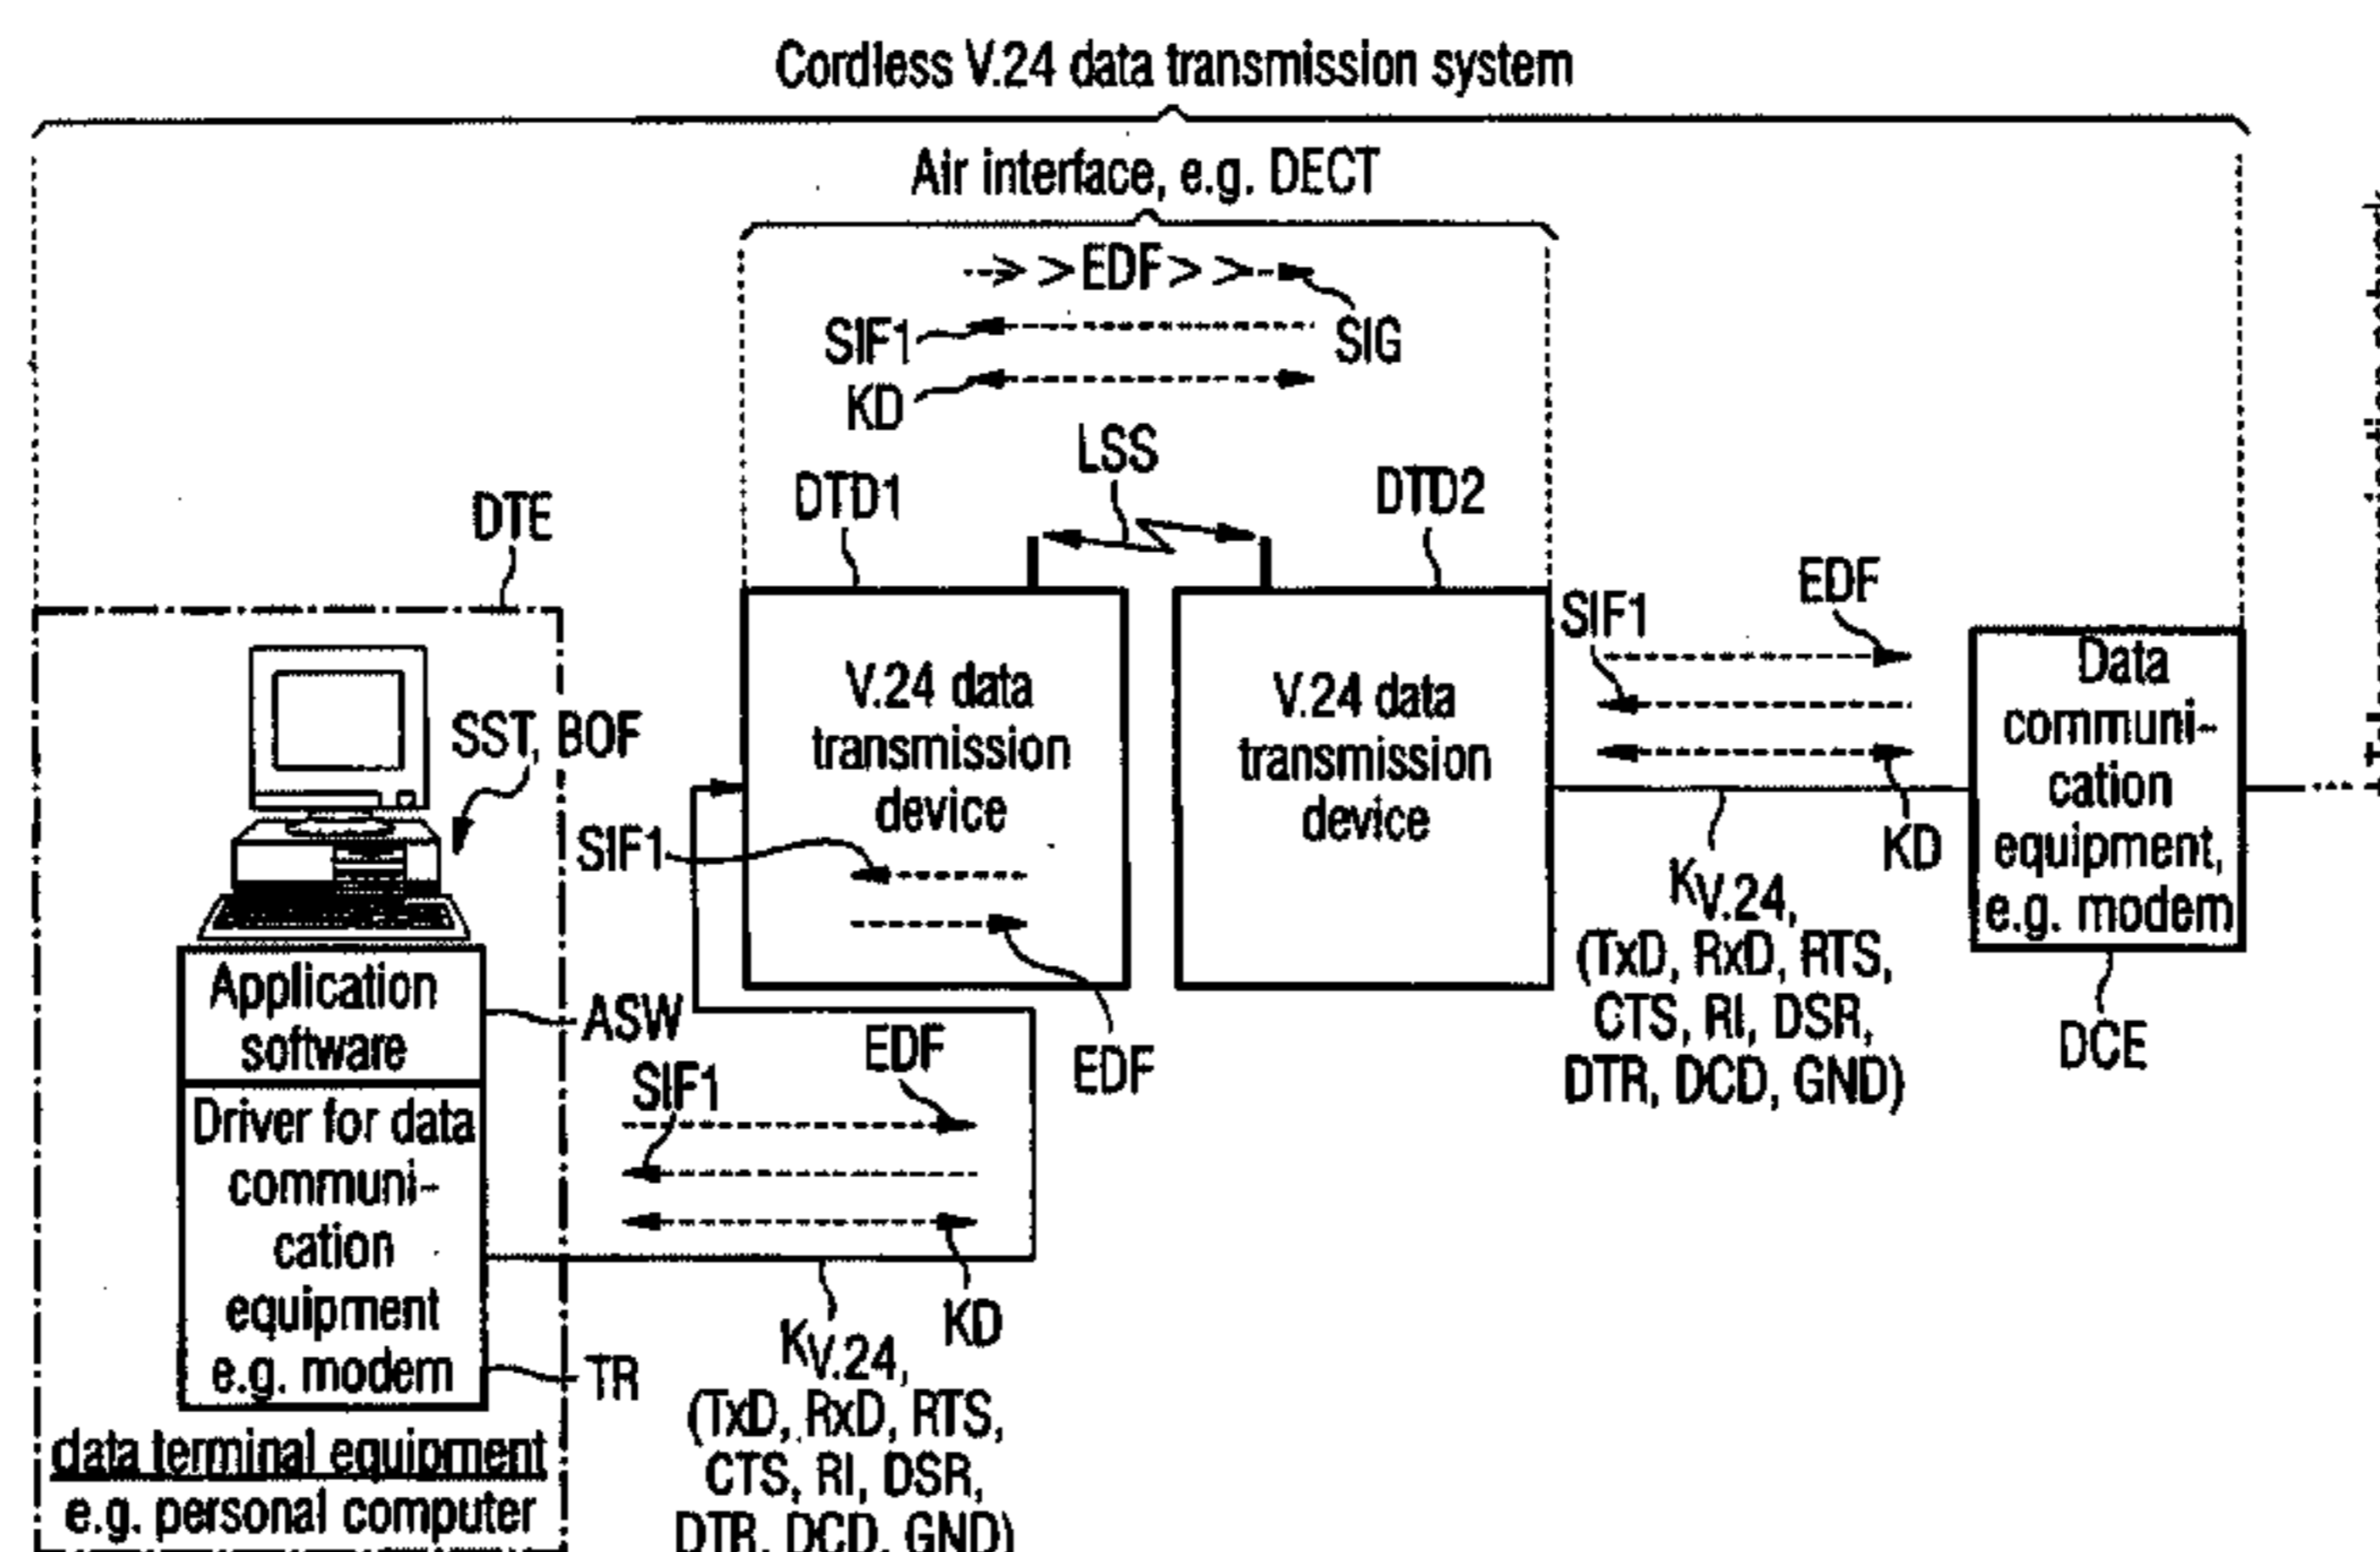 Cordless V.24 data transmission system
Air interface, e.g. DECT
-->>EDF>>-
SIF1
SIG
KD
LSS
DTD1
DTD2
DTE
EDF
SIF1
SST, BOF
V.24 data
transmission
device
V.24 data
transmission
device
Data
communi-
cation
equipment,
e.g. modem
SIF1
KD
KV.24,
(TxD, RxD, RTS,
CTS, RI, DSR,
DTR, DCD, GND)
DCE
Application
software
ASW
EDF
EDF
SIF1
Driver for data
communi-
cation
equipment
e.g. modem
TR
KD
KV.24,
(TxD, RxD, RTS,
CTS, RI, DSR,
DTR, DCD, GND)
data terminal equipment
e.g. personal computer